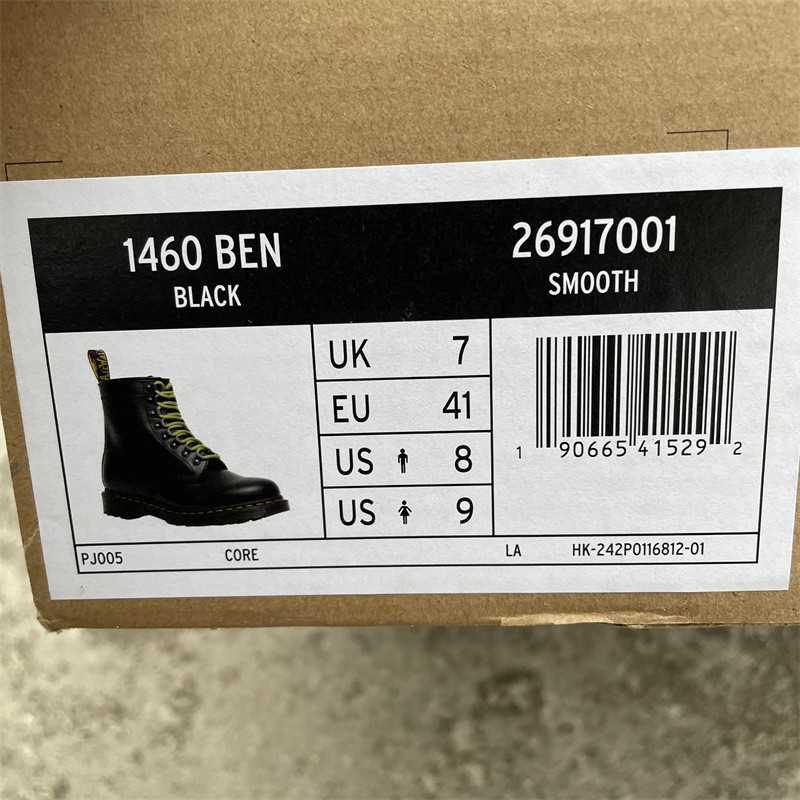 1460 BEN
BLACK
26917001
SMOOTH
UK 7
EU 41
US 8
US 9
1 90665 41529 2
PJ005 CORE LA HK-242P0116812-01